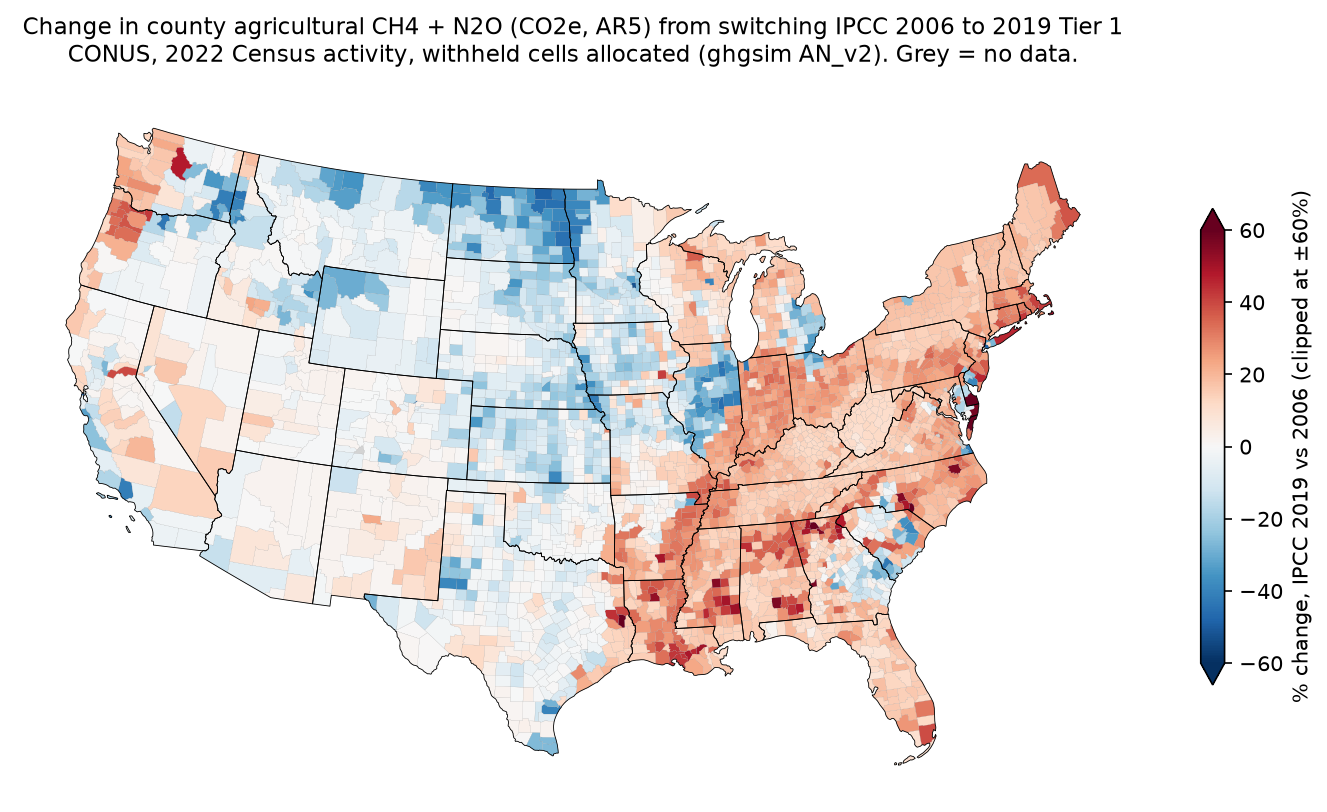 Change in county agricultural CH4 + N2O (CO2e, AR5) from switching IPCC 2006 to 2019 Tier 1
CONUS, 2022 Census activity, withheld cells allocated (ghgsim AN_v2). Grey = no data.
60
40
20
0
−20
−40
−60
% change, IPCC 2019 vs 2006 (clipped at ±60%)